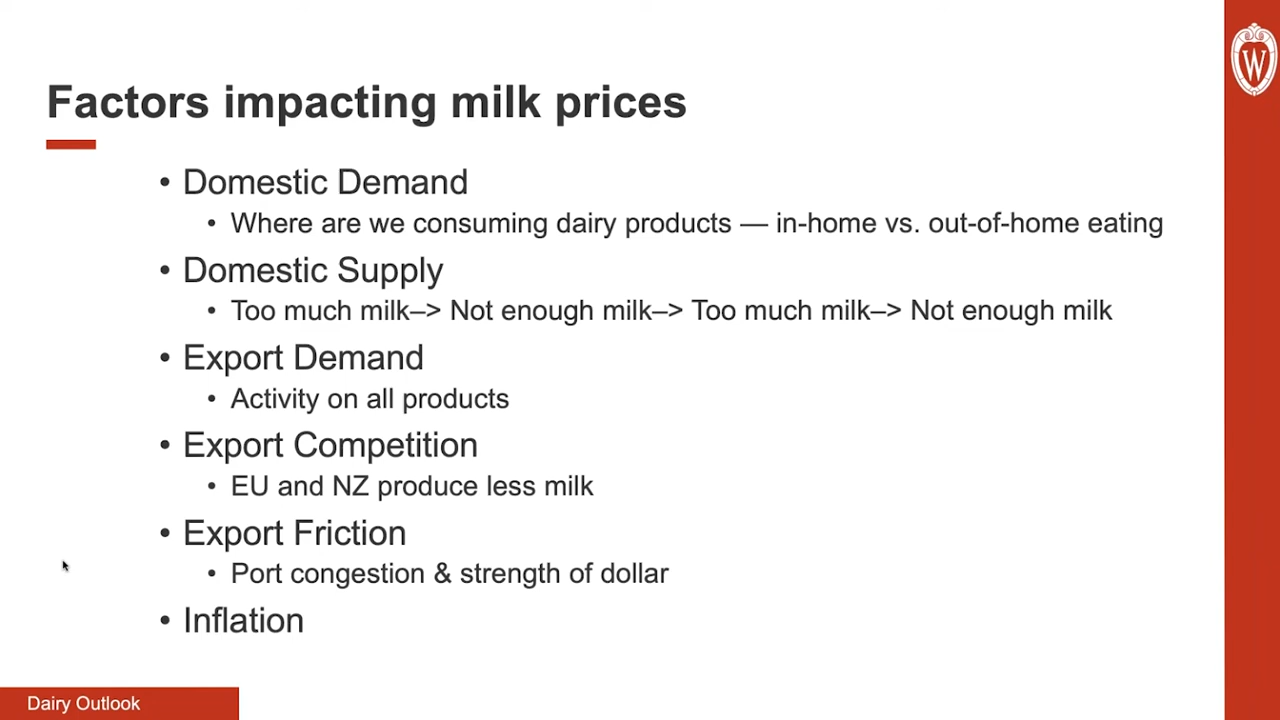 Factors impacting milk prices
• Domestic Demand
• Where are we consuming dairy products — in-home vs. out-of-home eating
• Domestic Supply
• Too much milk–> Not enough milk–> Too much milk–> Not enough milk
• Export Demand
• Activity on all products
• Export Competition
• EU and NZ produce less milk
• Export Friction
• Port congestion & strength of dollar
• Inflation
Dairy Outlook
W